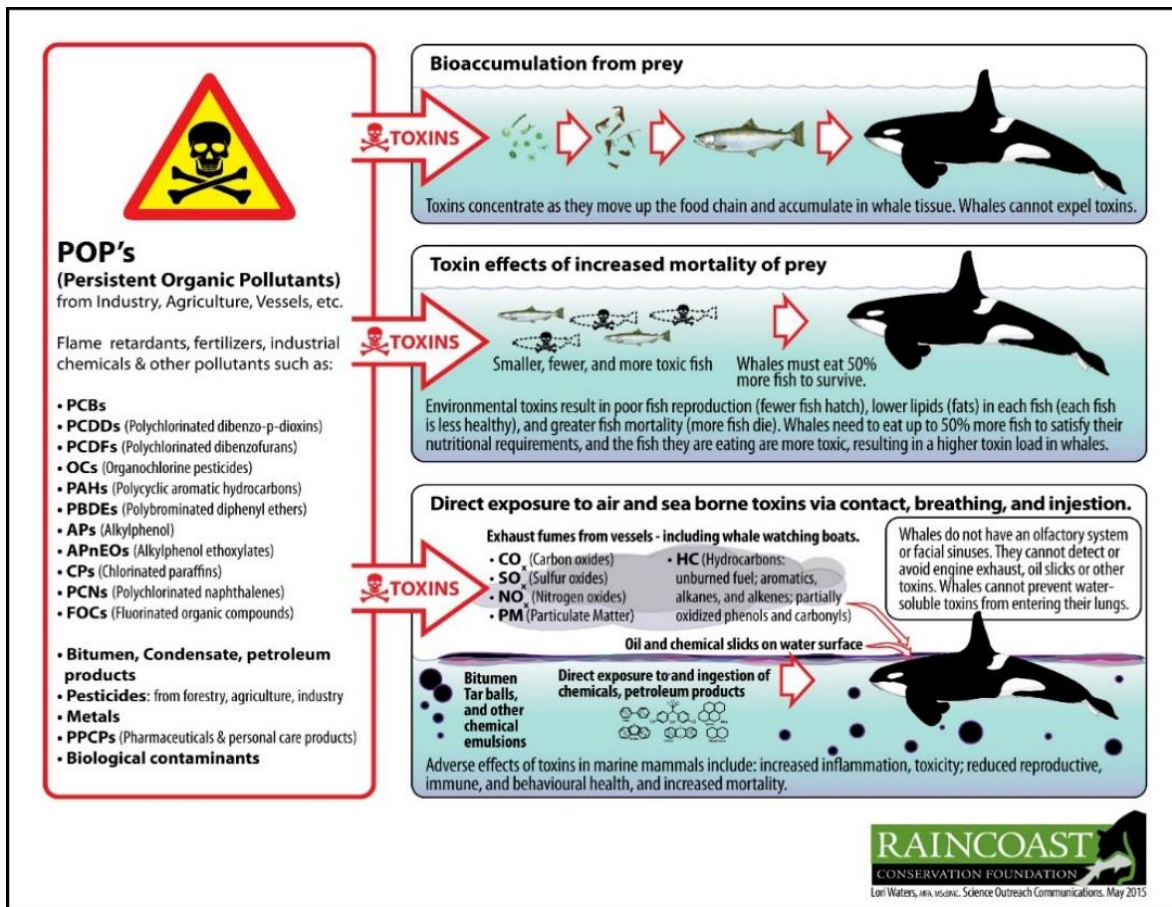 POP's
(Persistent Organic Pollutants)
from Industry, Agriculture, Vessels, etc.
Flame retardants, fertilizers, industrial
chemicals & other pollutants such as:
• PCBs
• PCDDs (Polychlorinated dibenzo-p-dioxins)
• PCDFs (Polychlorinated dibenzofurans)
• OCs (Organochlorine pesticides)
• PAHs (Polycyclic aromatic hydrocarbons)
• PBDEs (Polybrominated diphenyl ethers)
• APs (Alkylphenol)
• APnEOs (Alkylphenol ethoxylates)
• CPs (Chlorinated paraffins)
• PCNs (Polychlorinated naphthalenes)
• FOCs (Fluorinated organic compounds)
• Bitumen, Condensate, petroleum
products
• Pesticides: from forestry, agriculture, industry
• Metals
• PPCPs (Pharmaceuticals & personal care products)
• Biological contaminants
Bioaccumulation from prey
TOXINS
Toxins concentrate as they move up the food chain and accumulate in whale tissue. Whales cannot expel toxins.
Toxin effects of increased mortality of prey
TOXINS
Smaller, fewer, and more toxic fish
Whales must eat 50%
more fish to survive.
Environmental toxins result in poor fish reproduction (fewer fish hatch), lower lipids (fats) in each fish (each fish
is less healthy), and greater fish mortality (more fish die). Whales need to eat up to 50% more fish to satisfy their
nutritional requirements, and the fish they are eating are more toxic, resulting in a higher toxin load in whales.
Direct exposure to air and sea borne toxins via contact, breathing, and injestion.
TOXINS
Exhaust fumes from vessels - including whale watching boats.
• COx (Carbon oxides)
• SOx (Sulfur oxides)
• NOx (Nitrogen oxides)
• PM (Particulate Matter)
• HC (Hydrocarbons:
unburned fuel; aromatics,
alkanes, and alkenes; partially
oxidized phenols and carbonyls)
Whales do not have an olfactory system
or facial sinuses. They cannot detect or
avoid engine exhaust, oil slicks or other
toxins. Whales cannot prevent water-
soluble toxins from entering their lungs.
Oil and chemical slicks on water surface
Bitumen
Tar balls,
and other
chemical
emulsions
Direct exposure to and ingestion of
chemicals, petroleum products
Adverse effects of toxins in marine mammals include: increased inflammation, toxicity; reduced reproductive,
immune, and behavioural health, and increased mortality.
RAINCOAST
CONSERVATION FOUNDATION
Lori Waters, MFA, MScBMC. Science Outreach Communications. May 2015